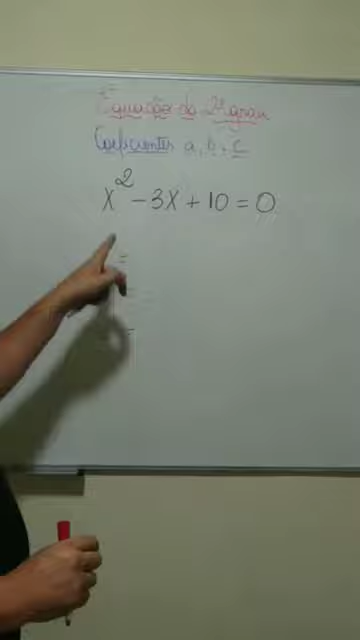 Equação do 2º grau
Coeficientes a, b, c
x² - 3x + 10 = 0
=
=
=